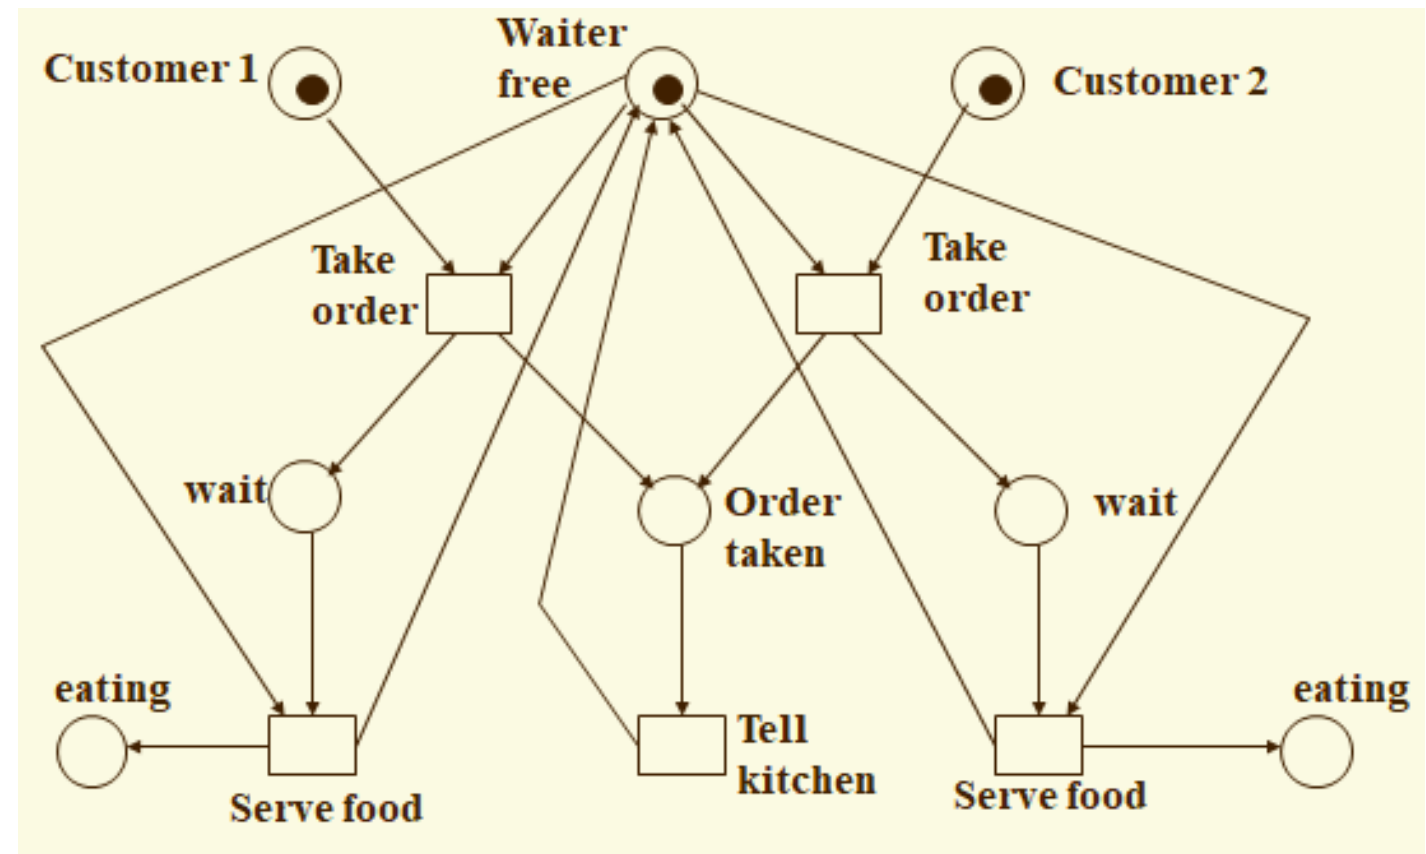 Customer 1
Waiter
free
Customer 2
Take
order
Take
order
wait
Order
taken
wait
eating
Serve food
Tell
kitchen
Serve food
eating